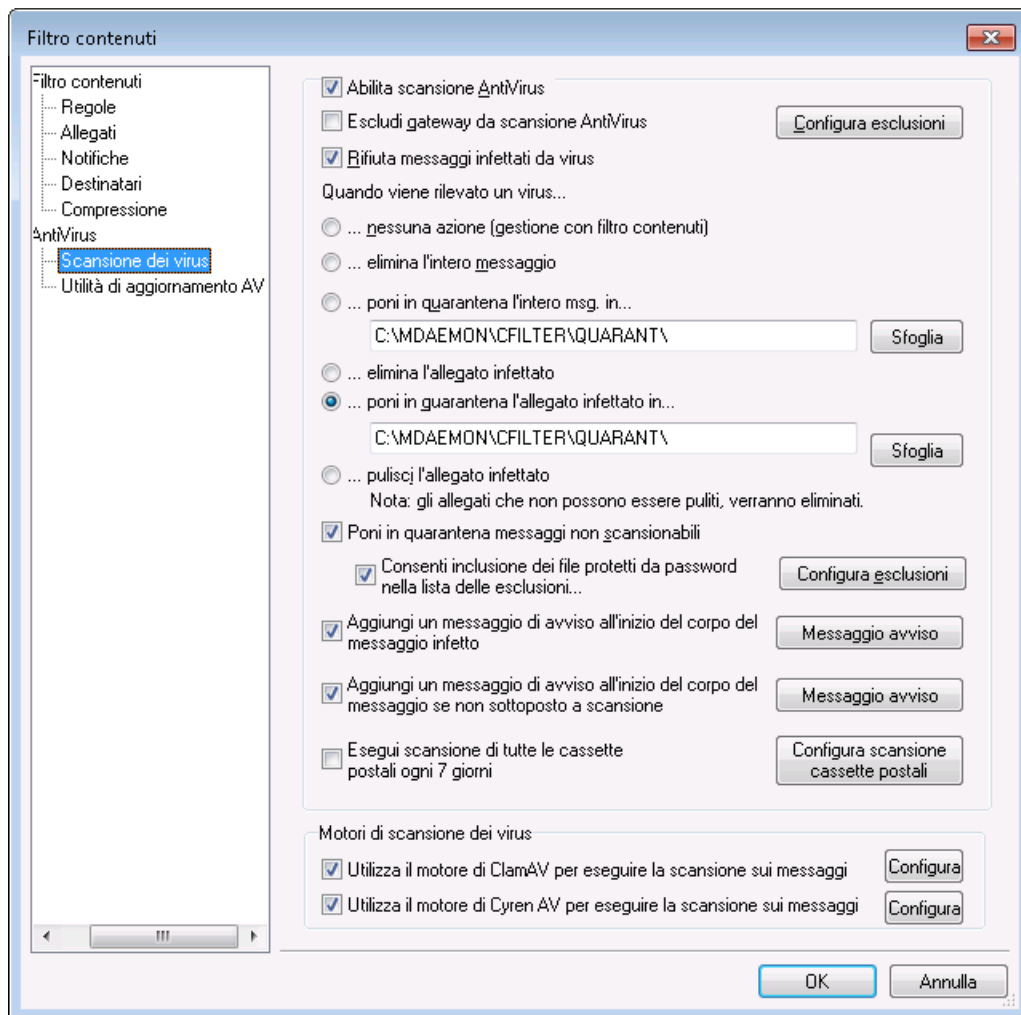 Filtro contenuti
Filtro contenuti
Regole
Allegati
Notifiche
Destinatari
Compressione
AntiVirus
Scansione dei virus
Utilità di aggiornamento AV
Abilita scansione AntiVirus
Escludi gateway da scansione AntiVirus
Configura esclusioni
Rifiuta messaggi infettati da virus
Quando viene rilevato un virus...
... nessuna azione (gestione con filtro contenuti)
... elimina l'intero messaggio
... poni in quarantena l'intero msg. in...
C:\MDAEMON\CFILTER\QUARANT\
Sfoglia
... elimina l'allegato infettato
... poni in quarantena l'allegato infettato in...
C:\MDAEMON\CFILTER\QUARANT\
Sfoglia
... pulisci l'allegato infettato
Nota: gli allegati che non possono essere puliti, verranno eliminati.
Poni in quarantena messaggi non scansionabili
Consenti inclusione dei file protetti da password
nella lista delle esclusioni...
Configura esclusioni
Aggiungi un messaggio di avviso all'inizio del corpo del
messaggio infetto
Messaggio avviso
Aggiungi un messaggio di avviso all'inizio del corpo del
messaggio se non sottoposto a scansione
Messaggio avviso
Esegui scansione di tutte le cassette
postali ogni 7 giorni
Configura scansione
cassette postali
Motori di scansione dei virus
Utilizza il motore di ClamAV per eseguire la scansione sui messaggi
Configura
Utilizza il motore di Cyren AV per eseguire la scansione sui messaggi
Configura
OK
Annulla